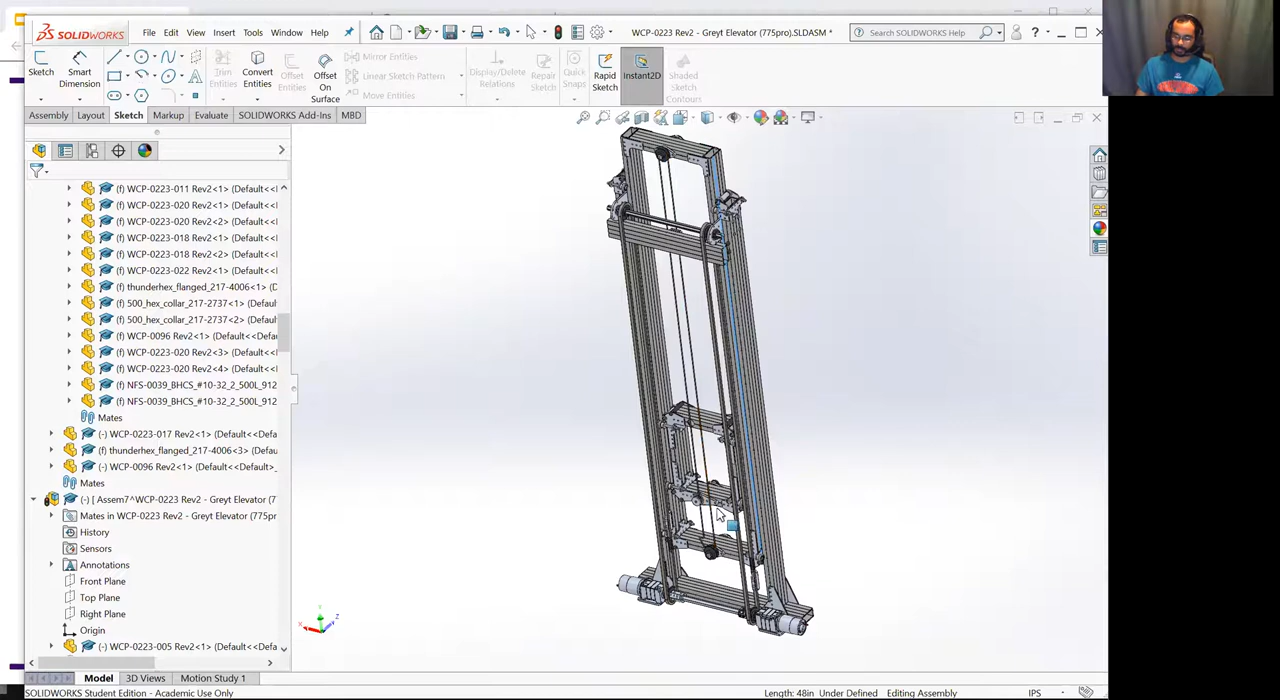 SOLIDWORKS File Edit View Insert Tools Window Help WCP-0223 Rev2 - Greyt Elevator (775pro).SLDASM * Search SOLIDWORKS Help ?
Sketch Smart Dimension Trim Entities Convert Entities Offset Entities Offset On Surface Mirror Entities Linear Sketch Pattern Move Entities Display/Delete Relations Repair Sketch Quick Snaps Rapid Sketch Instant2D Shaded Sketch Contours
Assembly Layout Sketch Markup Evaluate SOLIDWORKS Add-Ins MBD
(f) WCP-0223-011 Rev2<1> (Default<<
(f) WCP-0223-020 Rev2<1> (Default<<
(f) WCP-0223-020 Rev2<2> (Default<<
(f) WCP-0223-018 Rev2<1> (Default<<
(f) WCP-0223-018 Rev2<2> (Default<<
(f) WCP-0223-022 Rev2<1> (Default<<
(f) thunderhex_flanged_217-4006<1> (D
(f) 500_hex_collar_217-2737<1> (Defau
(f) 500_hex_collar_217-2737<2> (Defau
(f) WCP-0096 Rev2<1> (Default<<Defa
(f) WCP-0223-020 Rev2<3> (Default<<
(f) WCP-0223-020 Rev2<4> (Default<<
(f) NFS-0039_BHCS_#10-32_2_500L_912
(f) NFS-0039_BHCS_#10-32_2_500L_912
Mates
(-) WCP-0223-017 Rev2<1> (Default<<Defa
(f) thunderhex_flanged_217-4006<3> (Defau
(-) WCP-0096 Rev2<1> (Default<<Default>_
Mates
(-) [ Assem7^WCP-0223 Rev2 - Greyt Elevator (7
Mates in WCP-0223 Rev2 - Greyt Elevator (775pr
History
Sensors
Annotations
Front Plane
Top Plane
Right Plane
Origin
(-) WCP-0223-005 Rev2<1> (Default<<Defa
Model 3D Views Motion Study 1
SOLIDWORKS Student Edition - Academic Use Only Length: 48in Under Defined Editing Assembly IPS